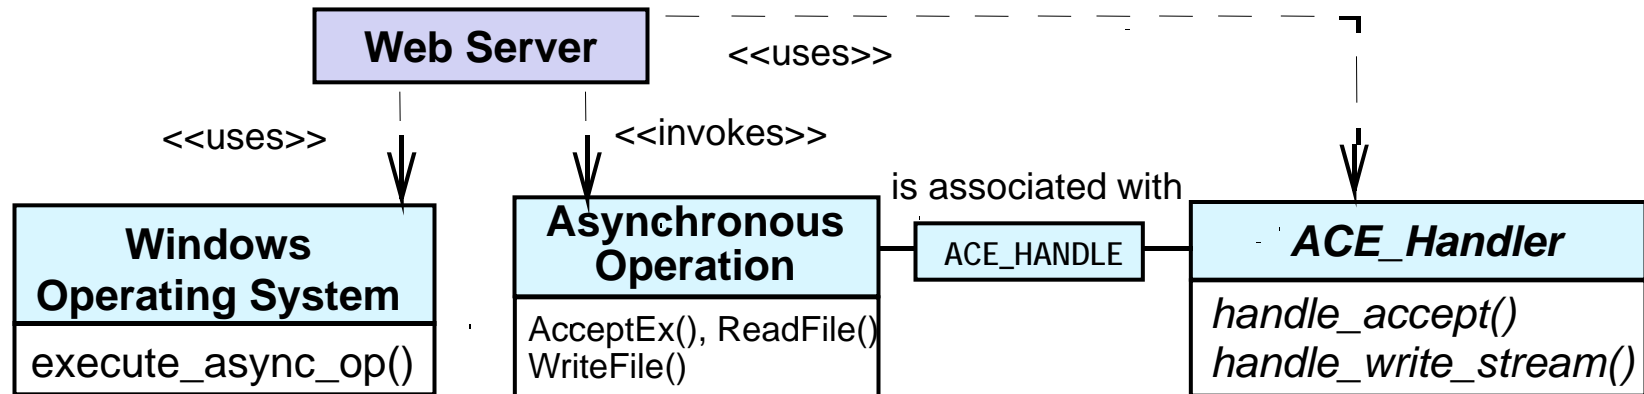 Web Server
<<uses>>
<<uses>>
<<invokes>>
is associated with
Windows
Operating System
execute_async_op()
Asynchronous
Operation
AcceptEx(), ReadFile()
WriteFile()
ACE_HANDLE
ACE_Handler
handle_accept()
handle_write_stream()